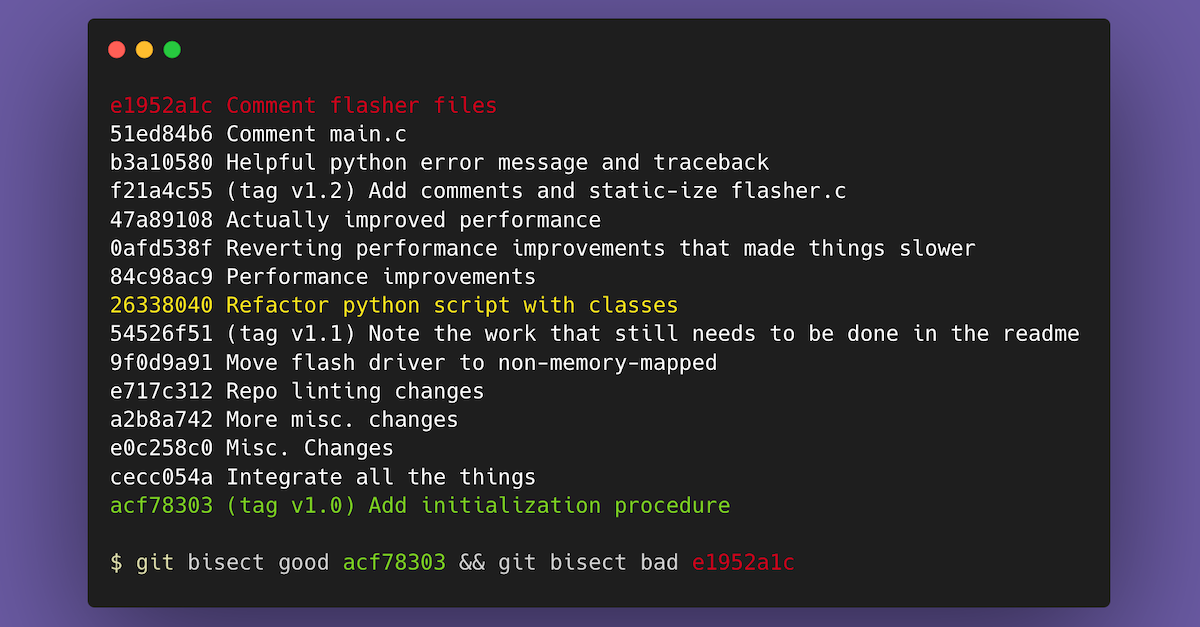 e1952a1c Comment flasher files
51ed84b6 Comment main.c
b3a10580 Helpful python error message and traceback
f21a4c55 (tag v1.2) Add comments and static-ize flasher.c
47a89108 Actually improved performance
0afd538f Reverting performance improvements that made things slower
84c98ac9 Performance improvements
26338040 Refactor python script with classes
54526f51 (tag v1.1) Note the work that still needs to be done in the readme
9f0d9a91 Move flash driver to non-memory-mapped
e717c312 Repo linting changes
a2b8a742 More misc. changes
e0c258c0 Misc. Changes
cecc054a Integrate all the things
acf78303 (tag v1.0) Add initialization procedure
$ git bisect good acf78303 && git bisect bad e1952a1c